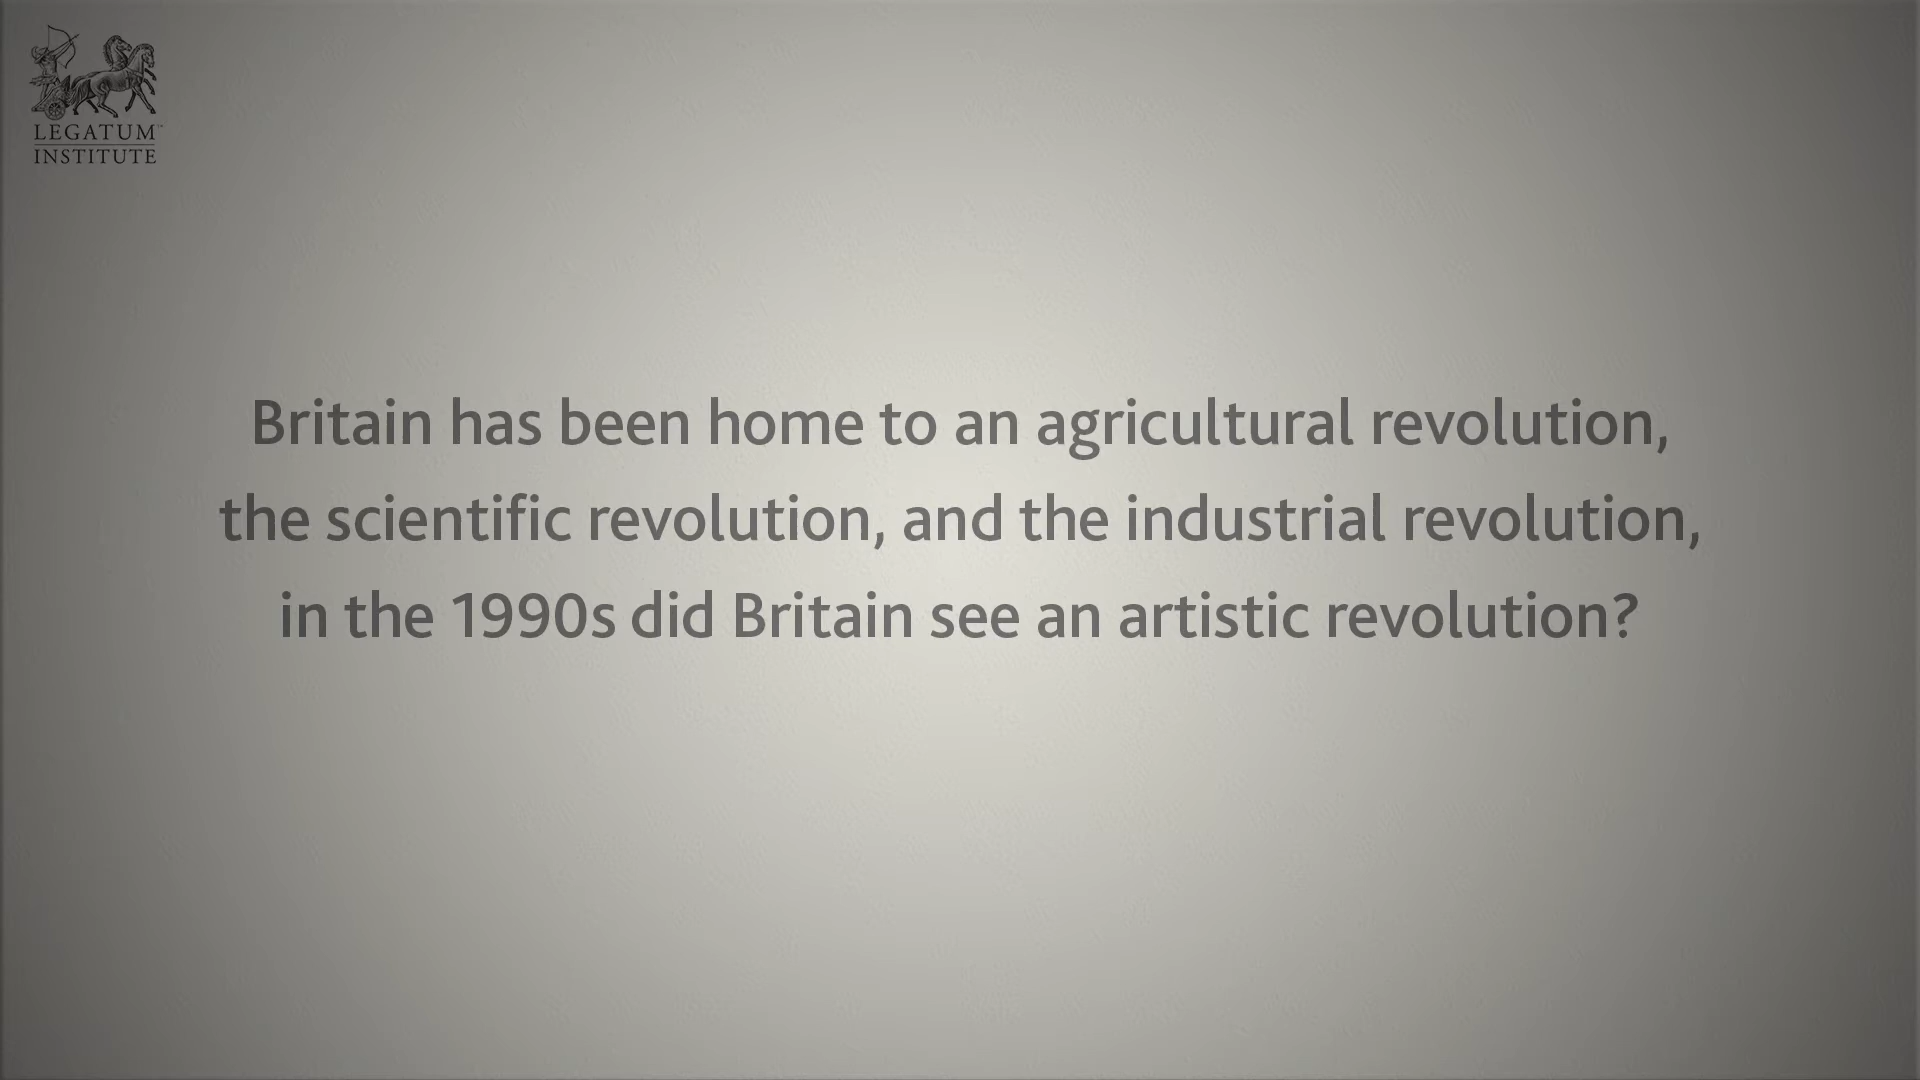 LEGATUM™
INSTITUTE
Britain has been home to an agricultural revolution,
the scientific revolution, and the industrial revolution,
in the 1990s did Britain see an artistic revolution?